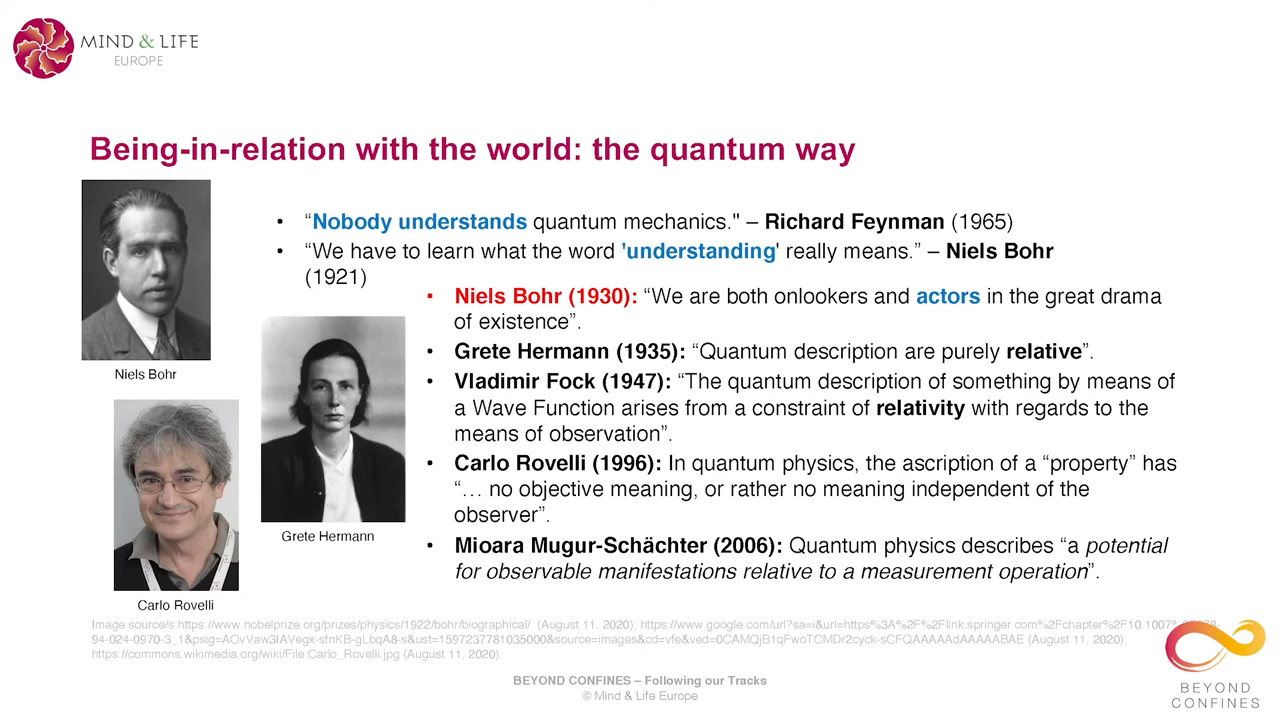 MIND & LIFE
EUROPE
Being-in-relation with the world: the quantum way
• “Nobody understands quantum mechanics." – Richard Feynman (1965)
• “We have to learn what the word 'understanding' really means.” – Niels Bohr
(1921)
• Niels Bohr (1930): “We are both onlookers and actors in the great drama
of existence”.
• Grete Hermann (1935): “Quantum description are purely relative”.
• Vladimir Fock (1947): “The quantum description of something by means of
a Wave Function arises from a constraint of relativity with regards to the
means of observation”.
• Carlo Rovelli (1996): In quantum physics, the ascription of a “property” has
“… no objective meaning, or rather no meaning independent of the
observer”.
• Mioara Mugur-Schächter (2006): Quantum physics describes “a potential
for observable manifestations relative to a measurement operation”.
Niels Bohr
Grete Hermann
Carlo Rovelli
Image source/s:https://www.nobelprize.org/prizes/physics/1922/bohr/biographical/ (August 11, 2020); https://www.google.com/url?sa=i&url=https%3A%2F%2Flink.springer.com%2Fchapter%2F10.1007%
94-024-0970-3_1&psig=AOvVaw3IAVegx-sfnKB-gLbqA8-s&ust=1597237781035000&source=images&cd=vfe&ved=0CAMQjB1qFwoTCMDr2cyck-sCFQAAAAAdAAAAABAE (August 11, 2020);
https://commons.wikimedia.org/wiki/File:Carlo_Rovelli.jpg (August 11, 2020).
BEYOND CONFINES – Following our Tracks
© Mind & Life Europe
BEYOND
CONFINES